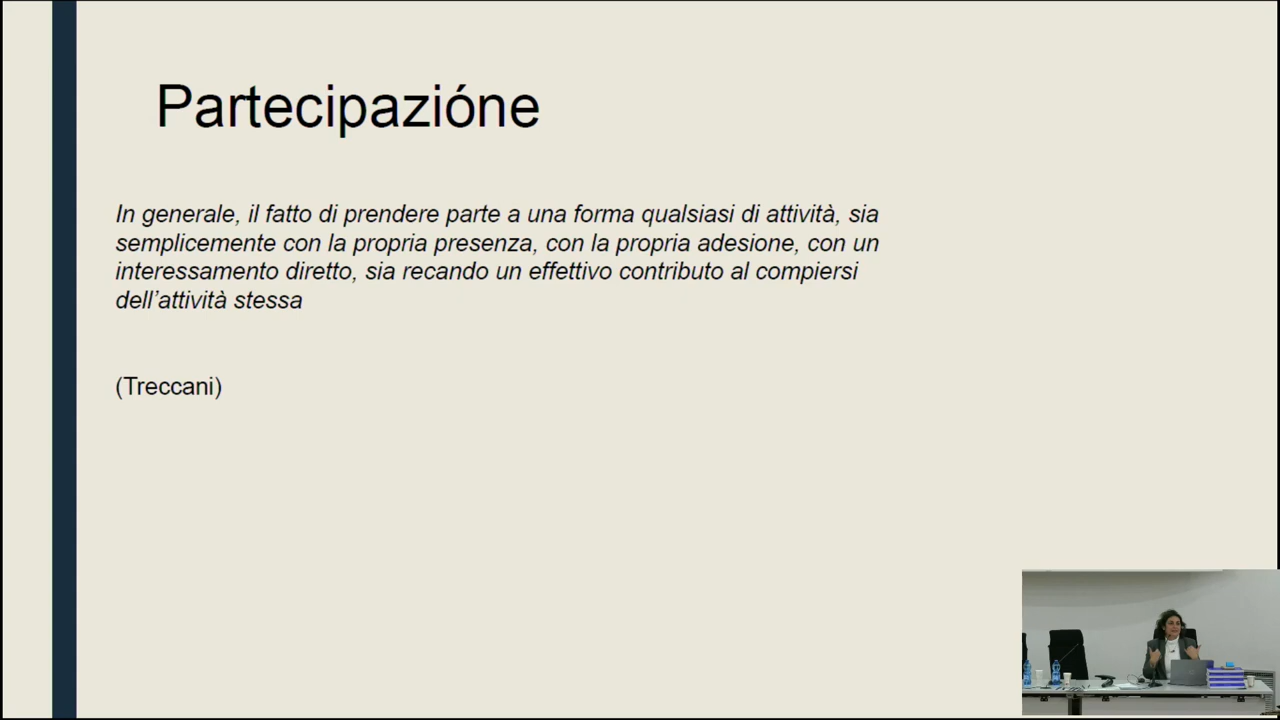 Partecipazióne
In generale, il fatto di prendere parte a una forma qualsiasi di attività, sia
semplicemente con la propria presenza, con la propria adesione, con un
interessamento diretto, sia recando un effettivo contributo al compiersi
dell’attività stessa
(Treccani)